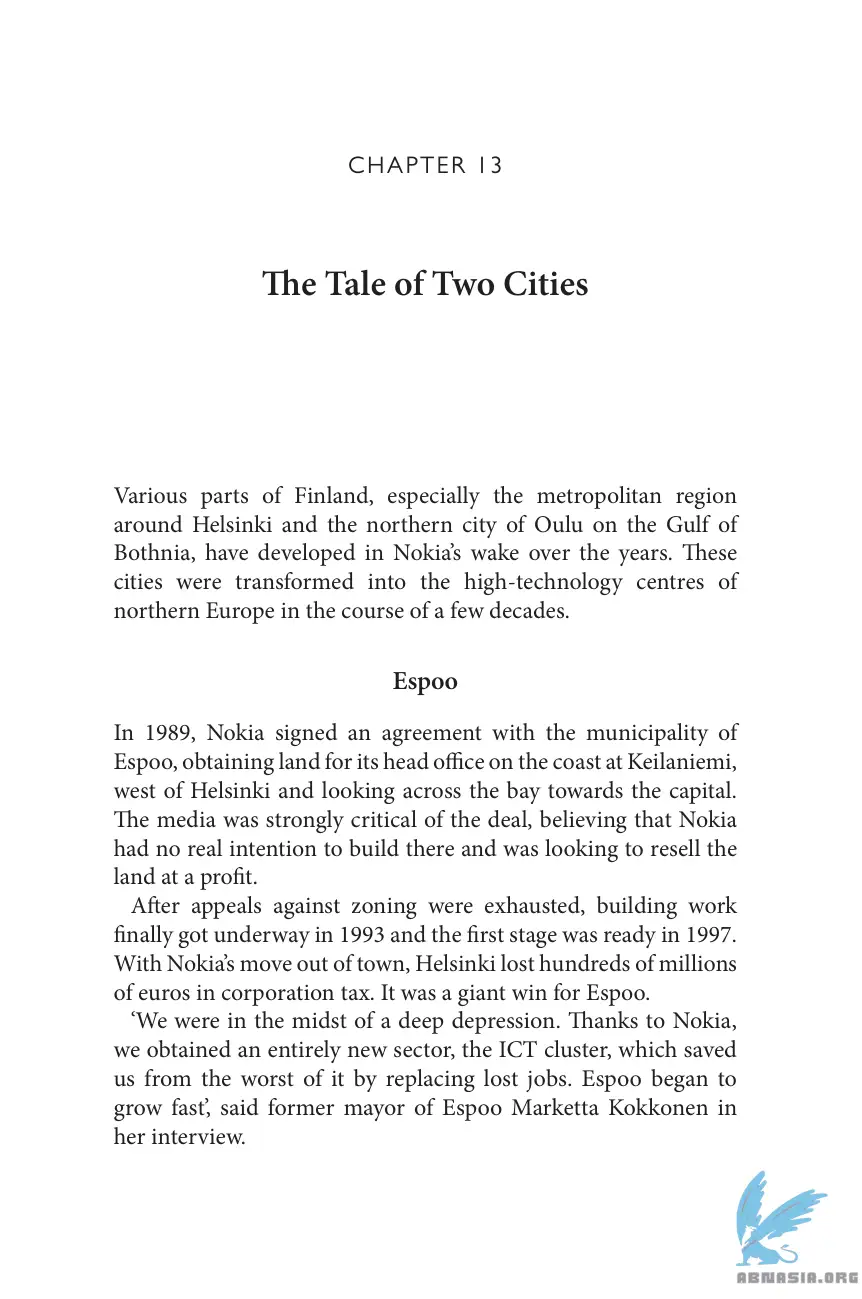 CHAPTER 13
The Tale of Two Cities
Various parts of Finland, especially the metropolitan region
around Helsinki and the northern city of Oulu on the Gulf of
Bothnia, have developed in Nokia’s wake over the years. These
cities were transformed into the high-technology centres of
northern Europe in the course of a few decades.
Espoo
In 1989, Nokia signed an agreement with the municipality of
Espoo, obtaining land for its head office on the coast at Keilaniemi,
west of Helsinki and looking across the bay towards the capital.
The media was strongly critical of the deal, believing that Nokia
had no real intention to build there and was looking to resell the
land at a profit.
After appeals against zoning were exhausted, building work
finally got underway in 1993 and the first stage was ready in 1997.
With Nokia’s move out of town, Helsinki lost hundreds of millions
of euros in corporation tax. It was a giant win for Espoo.
‘We were in the midst of a deep depression. Thanks to Nokia,
we obtained an entirely new sector, the ICT cluster, which saved
us from the worst of it by replacing lost jobs. Espoo began to
grow fast’, said former mayor of Espoo Marketta Kokkonen in
her interview.
ABNASIA.ORG